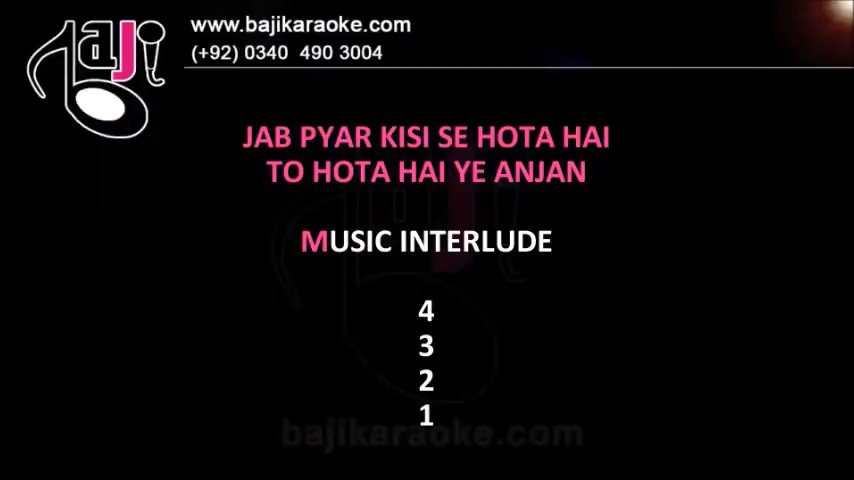 baji
www.bajikaraoke.com
(+92) 0340 490 3004
JAB PYAR KISI SE HOTA HAI
TO HOTA HAI YE ANJAN
MUSIC INTERLUDE
4
3
2
1
bajikaraoke.com